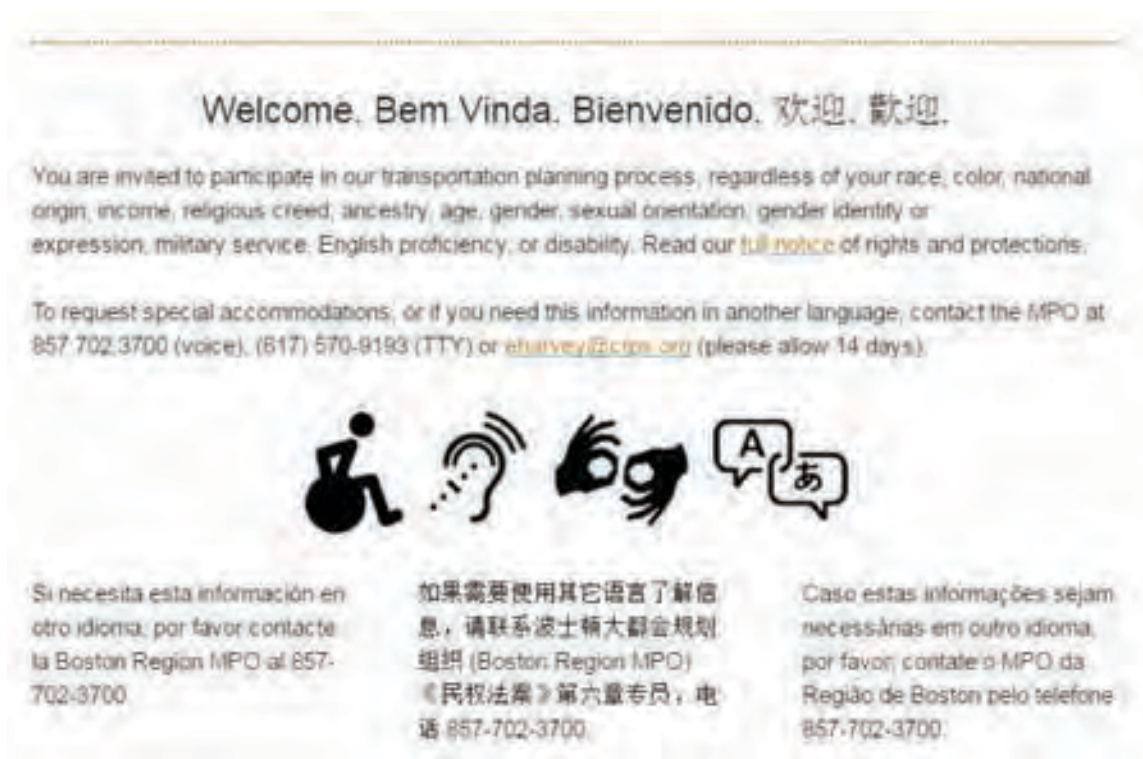 Welcome. Bem Vinda. Bienvenido. 欢迎. 歡迎.
You are invited to participate in our transportation planning process, regardless of your race, color, national
origin, income, religious creed, ancestry, age, gender, sexual orientation, gender identify or
expression, military service, English proficiency, or disability. Read our full notice of rights and protections.
To request special accommodations, or if you need this information in another language, contact the MPO at
857.702.3700 (voice), (617) 570-9193 (TTY) or eharvey@ctps.org (please allow 14 days).
A あ
Si necesita esta información en
otro idioma, por favor contacte
la Boston Region MPO al 857-
702-3700.
如果需要使用其它语言了解信
息，请联系波士顿大都会规划
组织 (Boston Region MPO)
《民权法案》第六章专员，电
话 857-702-3700.
Caso estas informações sejam
necessárias em outro idioma,
por favor, contate o MPO da
Região de Boston pelo telefone
857-702-3700.